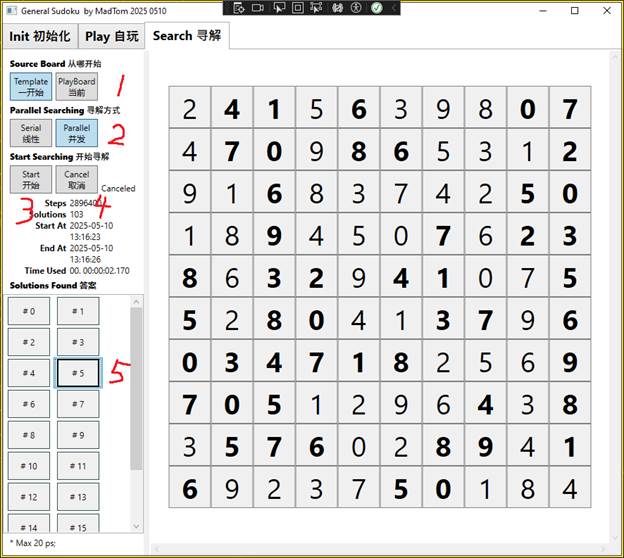 General Sudoku by MadTom 2025 0510
Init 初始化 Play 自玩 Search 寻解
Source Board 从哪开始
Template 一开始 PlayBoard 当前 1
Parallel Searching 寻解方式
Serial 线性 Parallel 并发 2
Start Searching 开始寻解
Start 开始 Cancel 取消 Canceled
3 4
Steps 289640
Solutions 103
Start At 2025-05-10 13:16:23
End At 2025-05-10 13:16:26
Time Used 00. 00:00:02.170
Solutions Found 答案
# 0 # 1
# 2 # 3
# 4 # 5 5
# 6 # 7
# 8 # 9
# 10 # 11
# 12 # 13
# 14 # 15
* Max 20 ps;
2 4 1 5 6 3 9 8 0 7
4 7 0 9 8 6 5 3 1 2
9 1 6 8 3 7 4 2 5 0
1 8 9 4 5 0 7 6 2 3
8 6 3 2 9 4 1 0 7 5
5 2 8 0 4 1 3 7 9 6
0 3 4 7 1 8 2 5 6 9
7 0 5 1 2 9 6 4 3 8
3 5 7 6 0 2 8 9 4 1
6 9 2 3 7 5 0 1 8 4